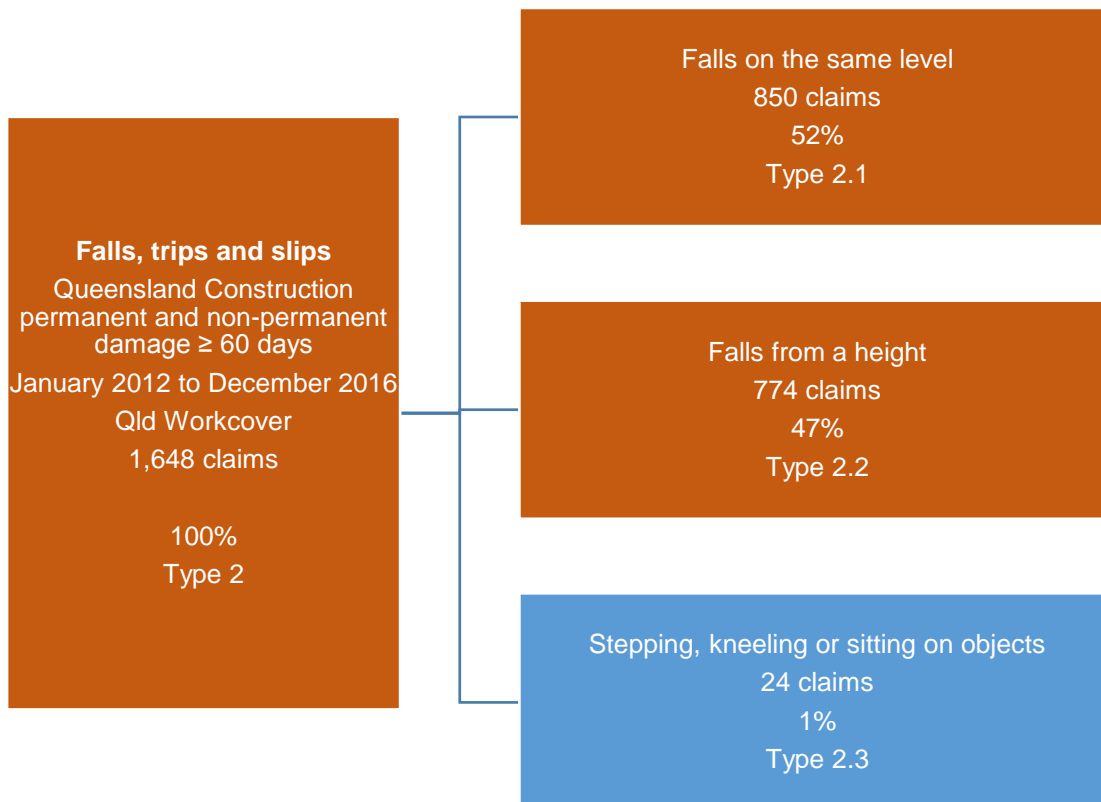 Falls, trips and slips
Queensland Construction
permanent and non-permanent
damage ≥ 60 days
January 2012 to December 2016
Qld Workcover
1,648 claims
100%
Type 2
Falls on the same level
850 claims
52%
Type 2.1
Falls from a height
774 claims
47%
Type 2.2
Stepping, kneeling or sitting on objects
24 claims
1%
Type 2.3